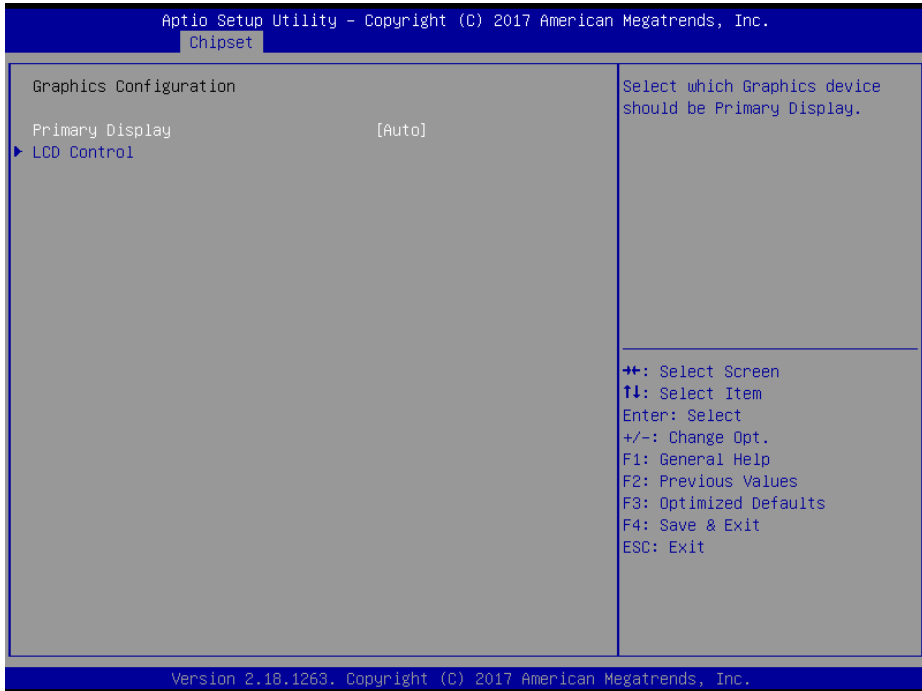 Aptio Setup Utility – Copyright (C) 2017 American Megatrends, Inc.
Chipset
Graphics Configuration
Primary Display [Auto]
▶ LCD Control
Select which Graphics device
should be Primary Display.
→←: Select Screen
↑↓: Select Item
Enter: Select
+/-: Change Opt.
F1: General Help
F2: Previous Values
F3: Optimized Defaults
F4: Save & Exit
ESC: Exit
Version 2.18.1263. Copyright (C) 2017 American Megatrends, Inc.